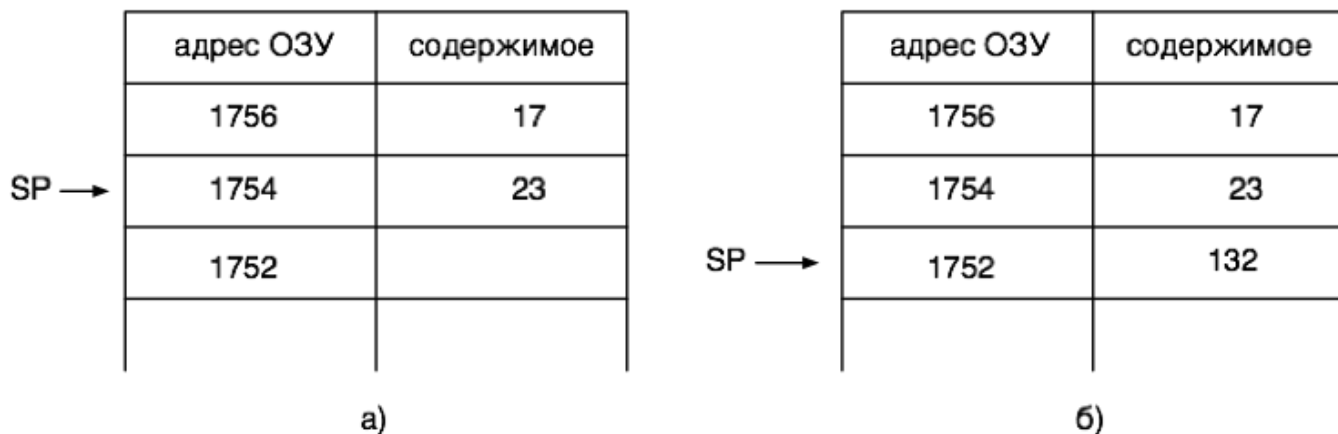 адрес ОЗУ содержимое адрес ОЗУ содержимое
1756 17 1756 17
SP 1754 23 1754 23
1752 SP 1752 132
а) б)